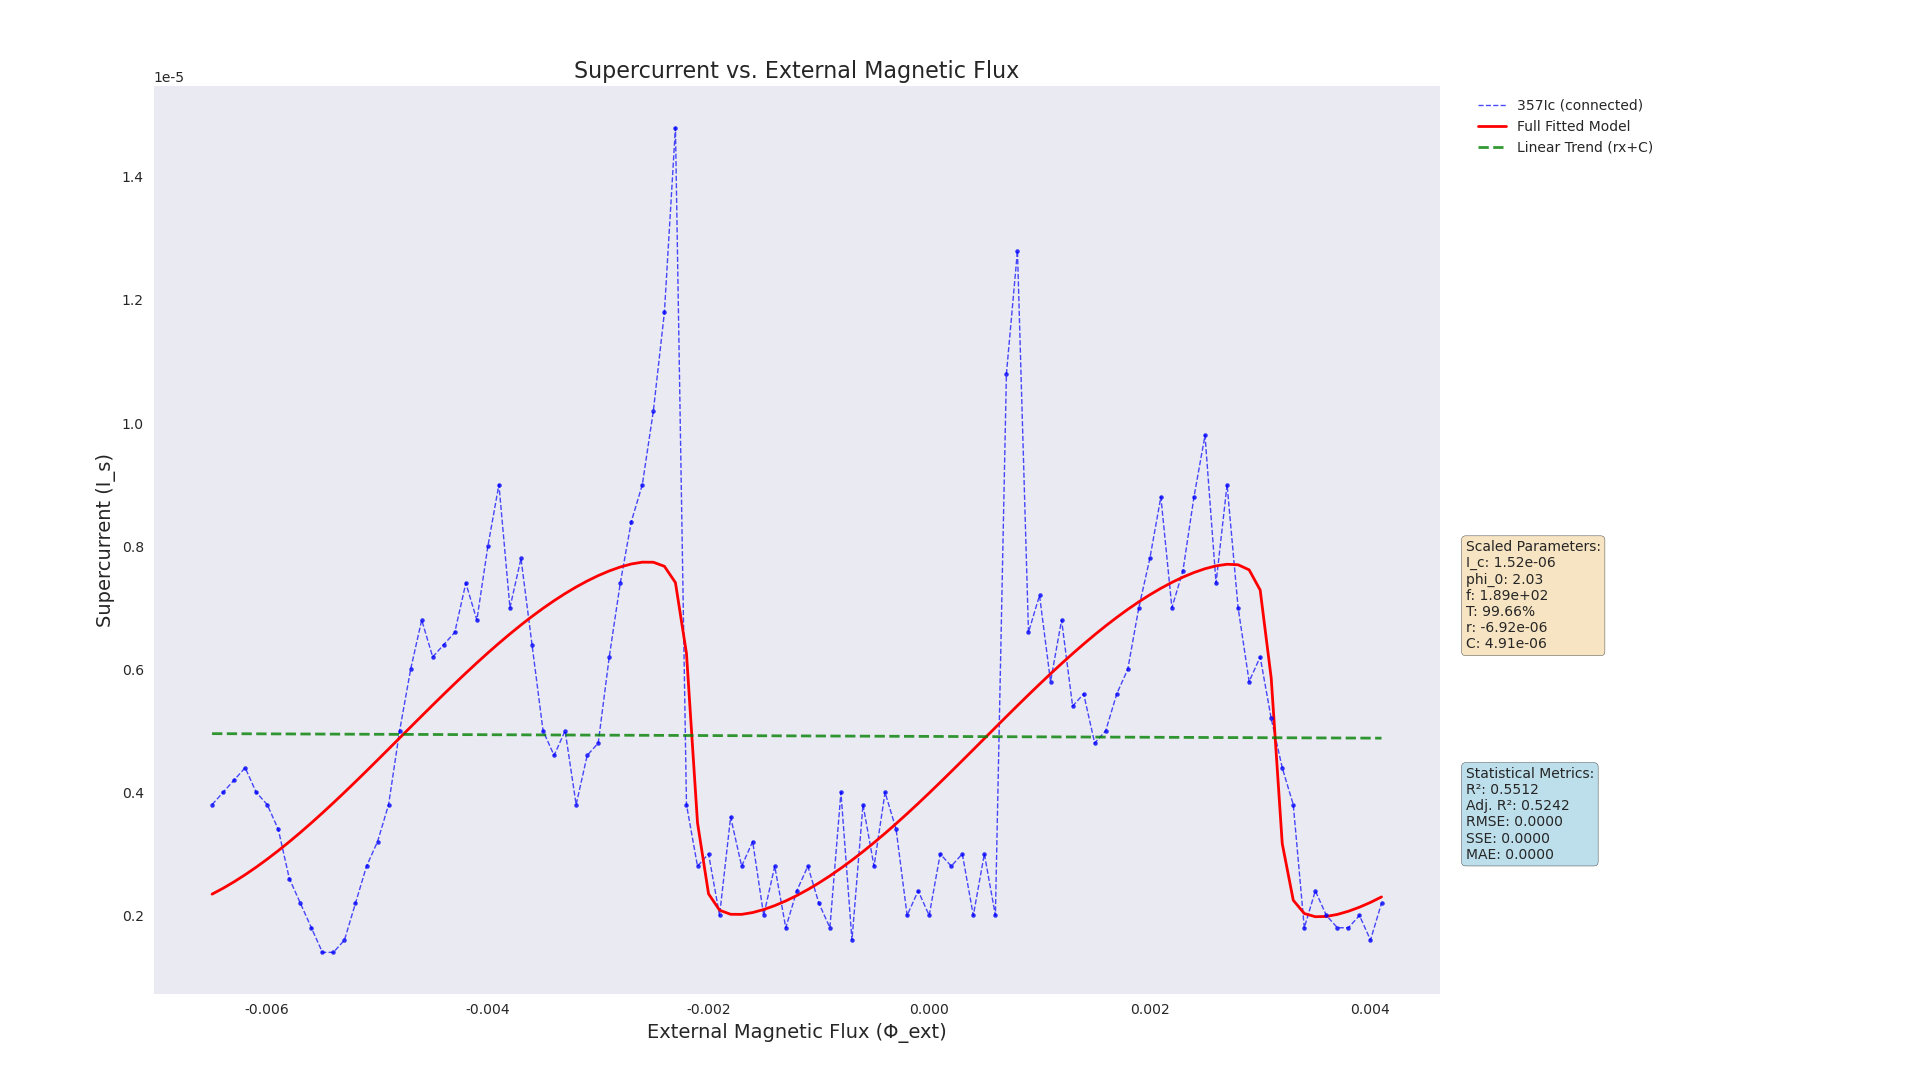 Supercurrent vs. External Magnetic Flux
1e-5
1.4
1.2
1.0
0.8
0.6
0.4
0.2
Supercurrent (I_s)
-0.006
-0.004
-0.002
0.000
0.002
0.004
External Magnetic Flux (Φ_ext)
357Ic (connected)
Full Fitted Model
Linear Trend (rx+C)
Scaled Parameters:
I_c: 1.52e-06
phi_0: 2.03
f: 1.89e+02
T: 99.66%
r: -6.92e-06
C: 4.91e-06
Statistical Metrics:
R²: 0.5512
Adj. R²: 0.5242
RMSE: 0.0000
SSE: 0.0000
MAE: 0.0000